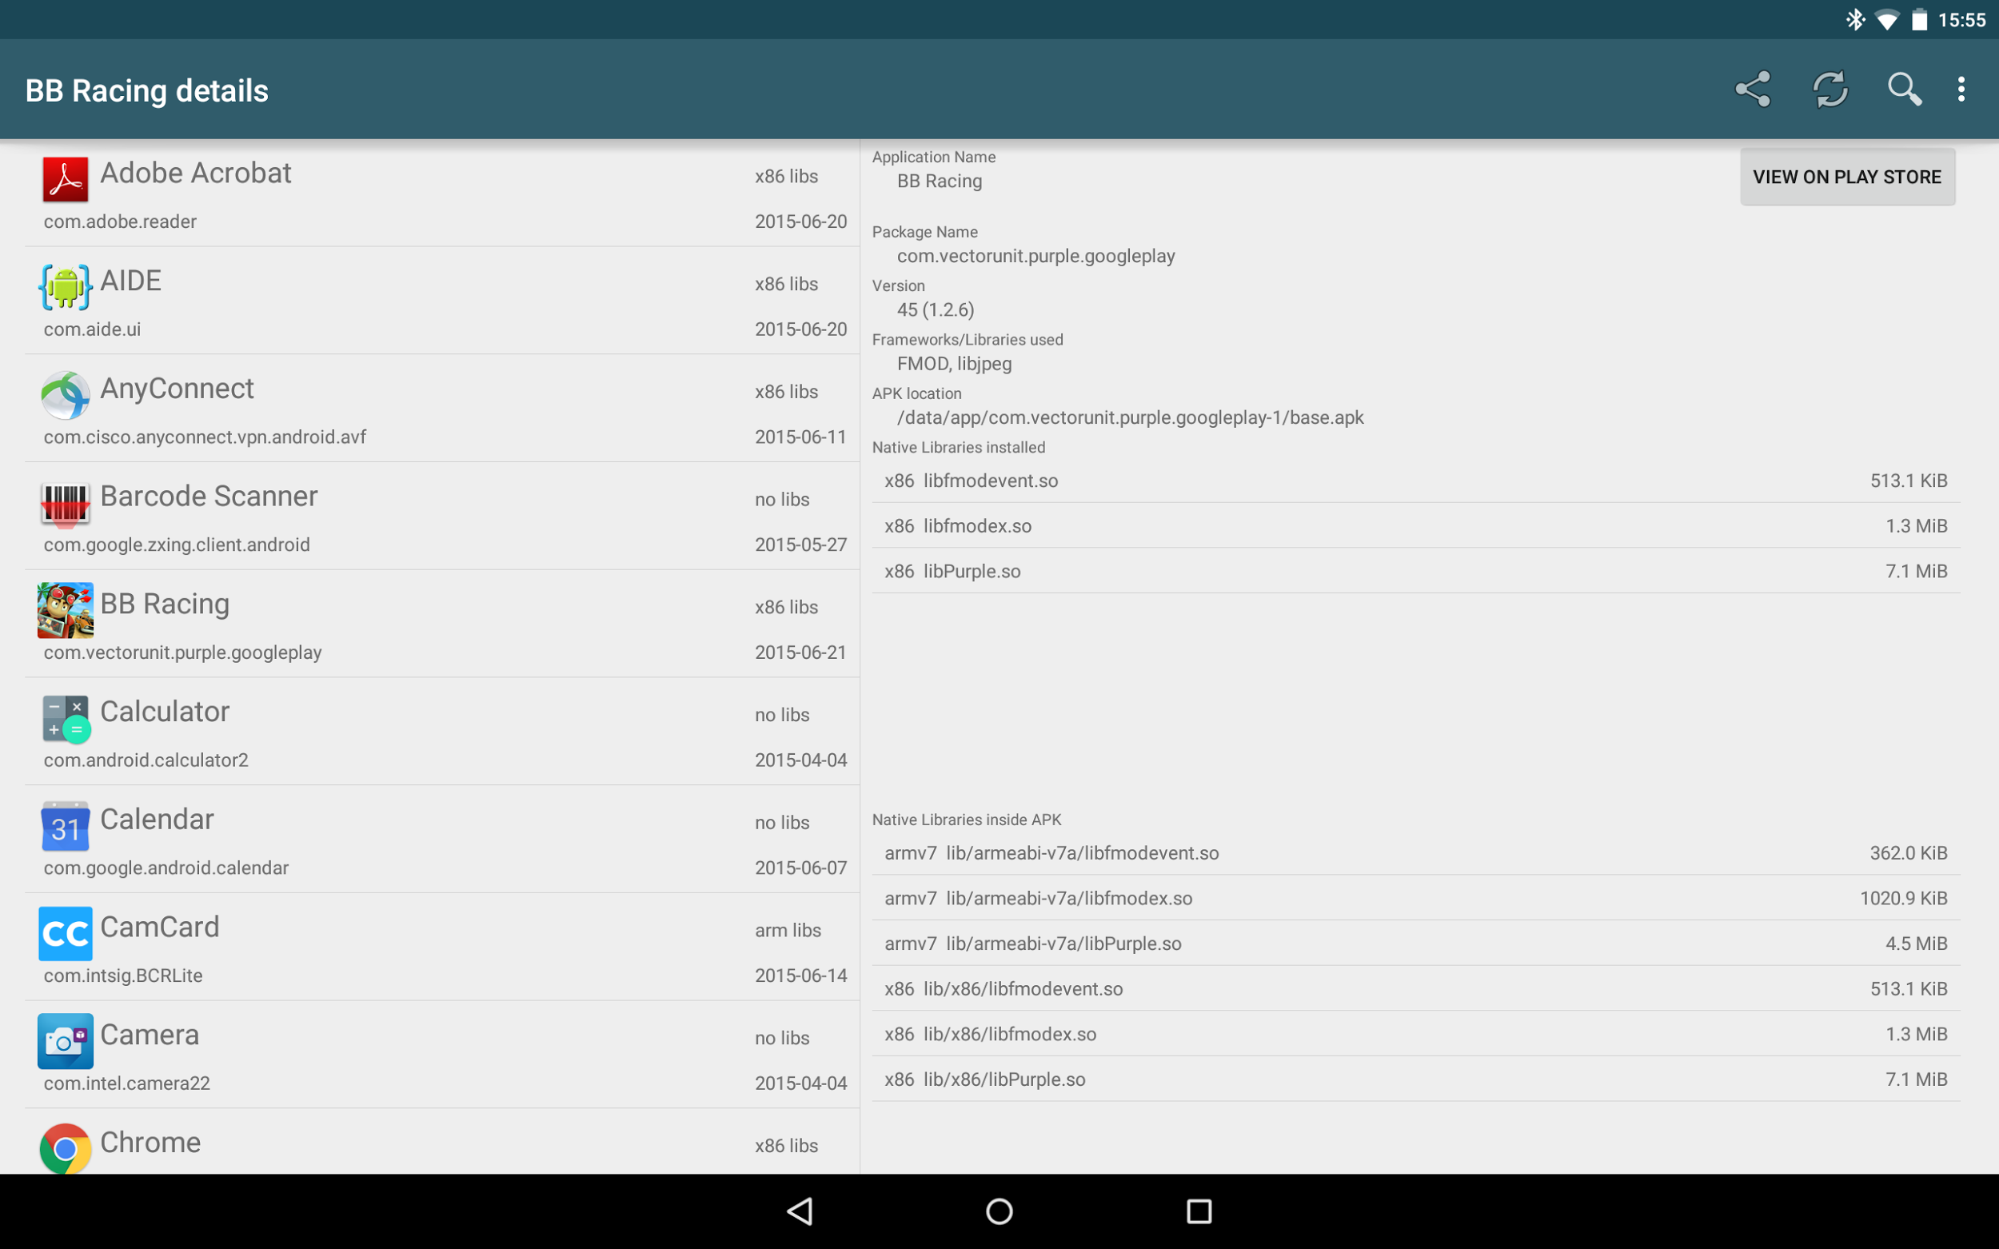 15:55
BB Racing details
Adobe Acrobat
x86 libs
com.adobe.reader
2015-06-20
AIDE
x86 libs
com.aide.ui
2015-06-20
AnyConnect
x86 libs
com.cisco.anyconnect.vpn.android.avf
2015-06-11
Barcode Scanner
no libs
com.google.zxing.client.android
2015-05-27
BB Racing
x86 libs
com.vectorunit.purple.googleplay
2015-06-21
Calculator
no libs
com.android.calculator2
2015-04-04
31
Calendar
no libs
com.google.android.calendar
2015-06-07
CC
CamCard
arm libs
com.intsig.BCRLite
2015-06-14
Camera
no libs
com.intel.camera22
2015-04-04
Chrome
x86 libs
Application Name
BB Racing
VIEW ON PLAY STORE
Package Name
com.vectorunit.purple.googleplay
Version
45 (1.2.6)
Frameworks/Libraries used
FMOD, libjpeg
APK location
/data/app/com.vectorunit.purple.googleplay-1/base.apk
Native Libraries installed
x86 libfmodevent.so 513.1 KiB
x86 libfmodex.so 1.3 MiB
x86 libPurple.so 7.1 MiB
Native Libraries inside APK
armv7 lib/armeabi-v7a/libfmodevent.so 362.0 KiB
armv7 lib/armeabi-v7a/libfmodex.so 1020.9 KiB
armv7 lib/armeabi-v7a/libPurple.so 4.5 MiB
x86 lib/x86/libfmodevent.so 513.1 KiB
x86 lib/x86/libfmodex.so 1.3 MiB
x86 lib/x86/libPurple.so 7.1 MiB